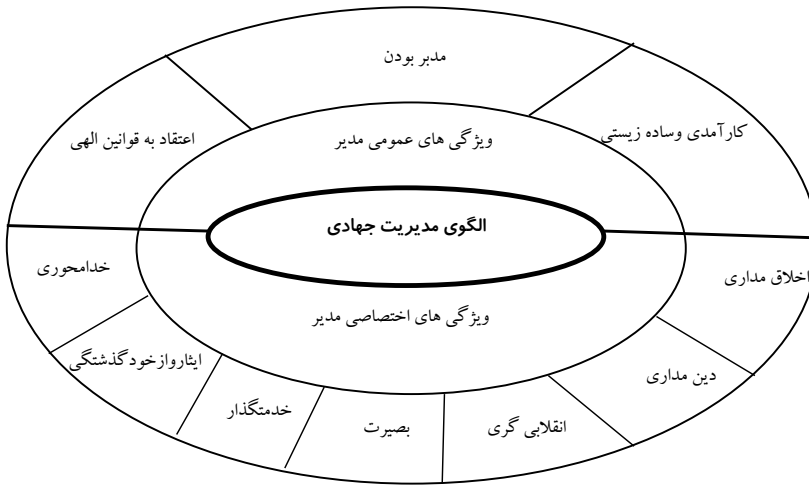 مدبر بودن
کارآمدی وساده زیستی
اعتقاد به قوانین الهی
ویژگی های عمومی مدیر
الگوی مدیریت جهادی
ویژگی های اختصاصی مدیر
اخلاق مداری
دین مداری
انقلابی گری
بصیرت
خدمتگذار
ایثاروازخودگذشتگی
خدامحوری